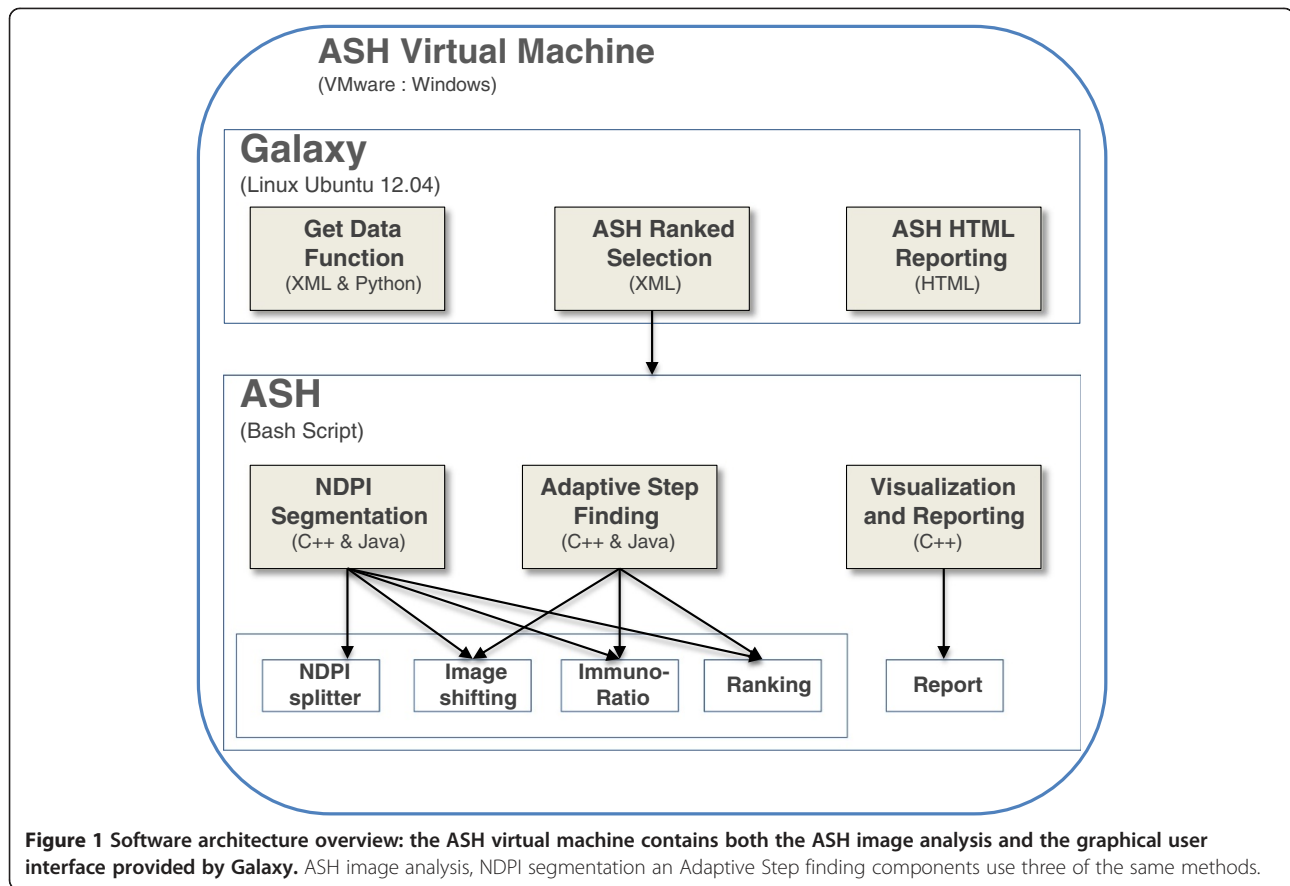 ASH Virtual Machine
(VMware : Windows)
Galaxy
(Linux Ubuntu 12.04)
Get Data
Function
(XML & Python)
ASH Ranked
Selection
(XML)
ASH HTML
Reporting
(HTML)
ASH
(Bash Script)
NDPI
Segmentation
(C++ & Java)
Adaptive Step
Finding
(C++ & Java)
Visualization
and Reporting
(C++)
NDPI
splitter
Image
shifting
Immuno-
Ratio
Ranking
Report
Figure 1 Software architecture overview: the ASH virtual machine contains both the ASH image analysis and the graphical user
interface provided by Galaxy. ASH image analysis, NDPI segmentation an Adaptive Step finding components use three of the same methods.